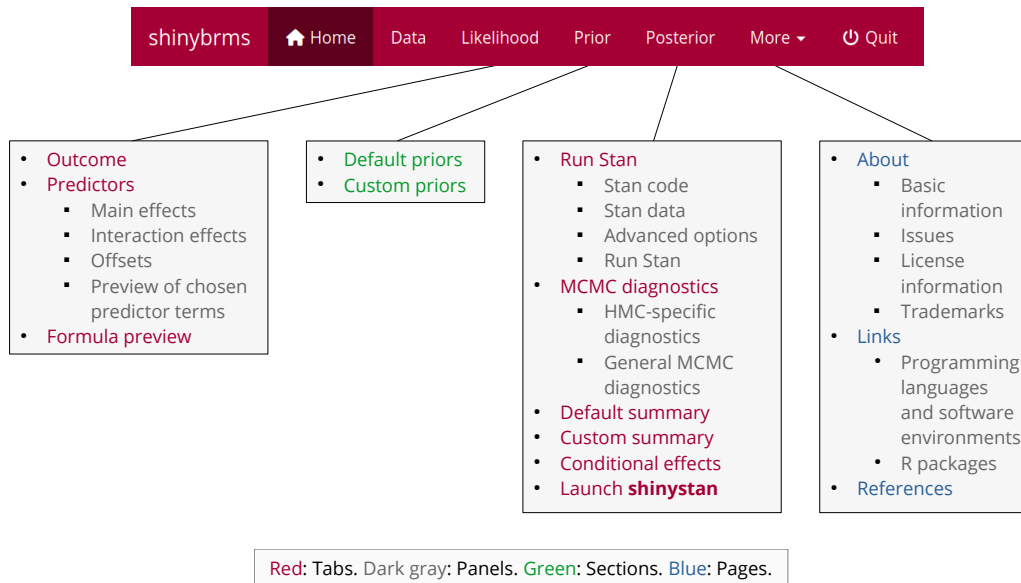 shinybrms Home Data Likelihood Prior Posterior More Quit
• Outcome
• Predictors
▪ Main effects
▪ Interaction effects
▪ Offsets
▪ Preview of chosen
predictor terms
• Formula preview
• Default priors
• Custom priors
• Run Stan
▪ Stan code
▪ Stan data
▪ Advanced options
▪ Run Stan
• MCMC diagnostics
▪ HMC-specific
diagnostics
▪ General MCMC
diagnostics
• Default summary
• Custom summary
• Conditional effects
• Launch shinystan
• About
▪ Basic
information
▪ Issues
▪ License
information
▪ Trademarks
• Links
• Programming
languages
and software
environments
• R packages
• References
Red: Tabs. Dark gray: Panels. Green: Sections. Blue: Pages.